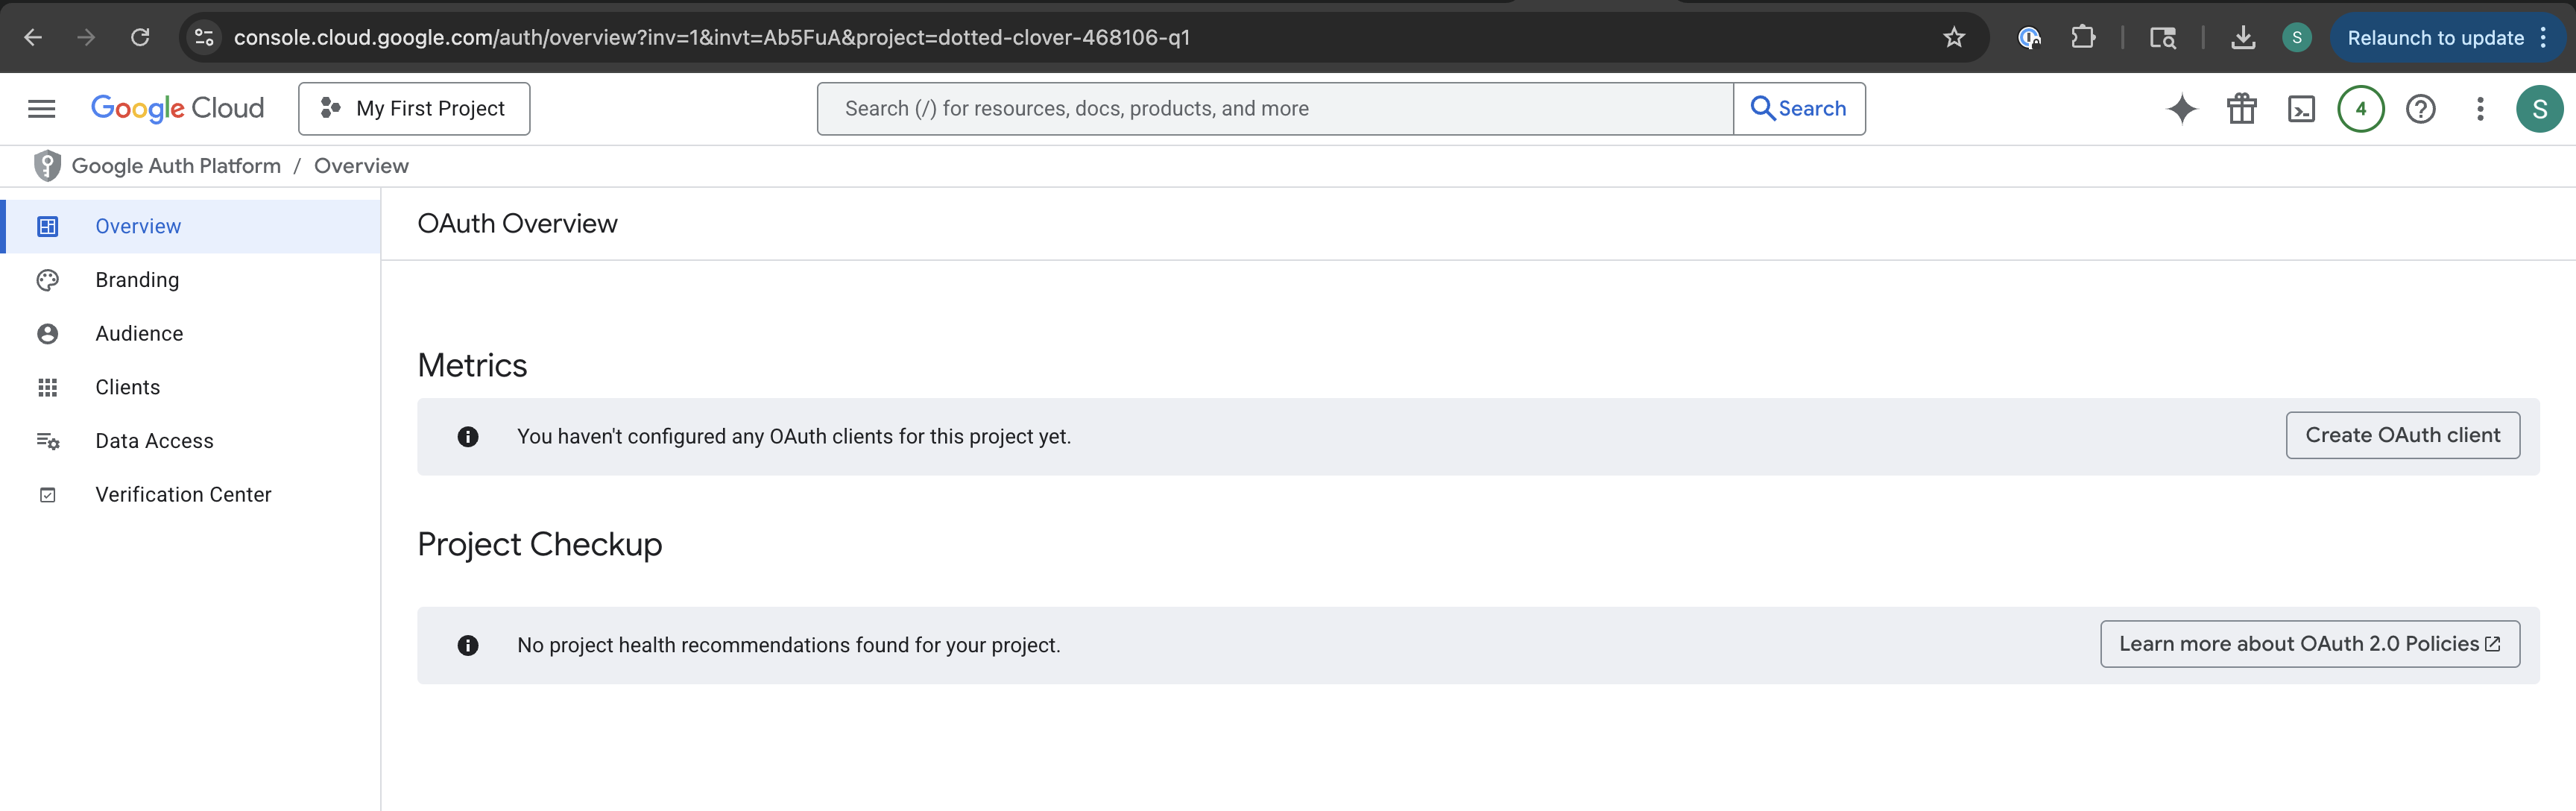 console.cloud.google.com/auth/overview?inv=1&invt=Ab5FuA&project=dotted-clover-468106-q1
S
Relaunch to update
Google Cloud
My First Project
Search (/) for resources, docs, products, and more
Search
4
S
Google Auth Platform / Overview
Overview
Branding
Audience
Clients
Data Access
Verification Center
OAuth Overview
Metrics
You haven't configured any OAuth clients for this project yet.
Create OAuth client
Project Checkup
No project health recommendations found for your project.
Learn more about OAuth 2.0 Policies